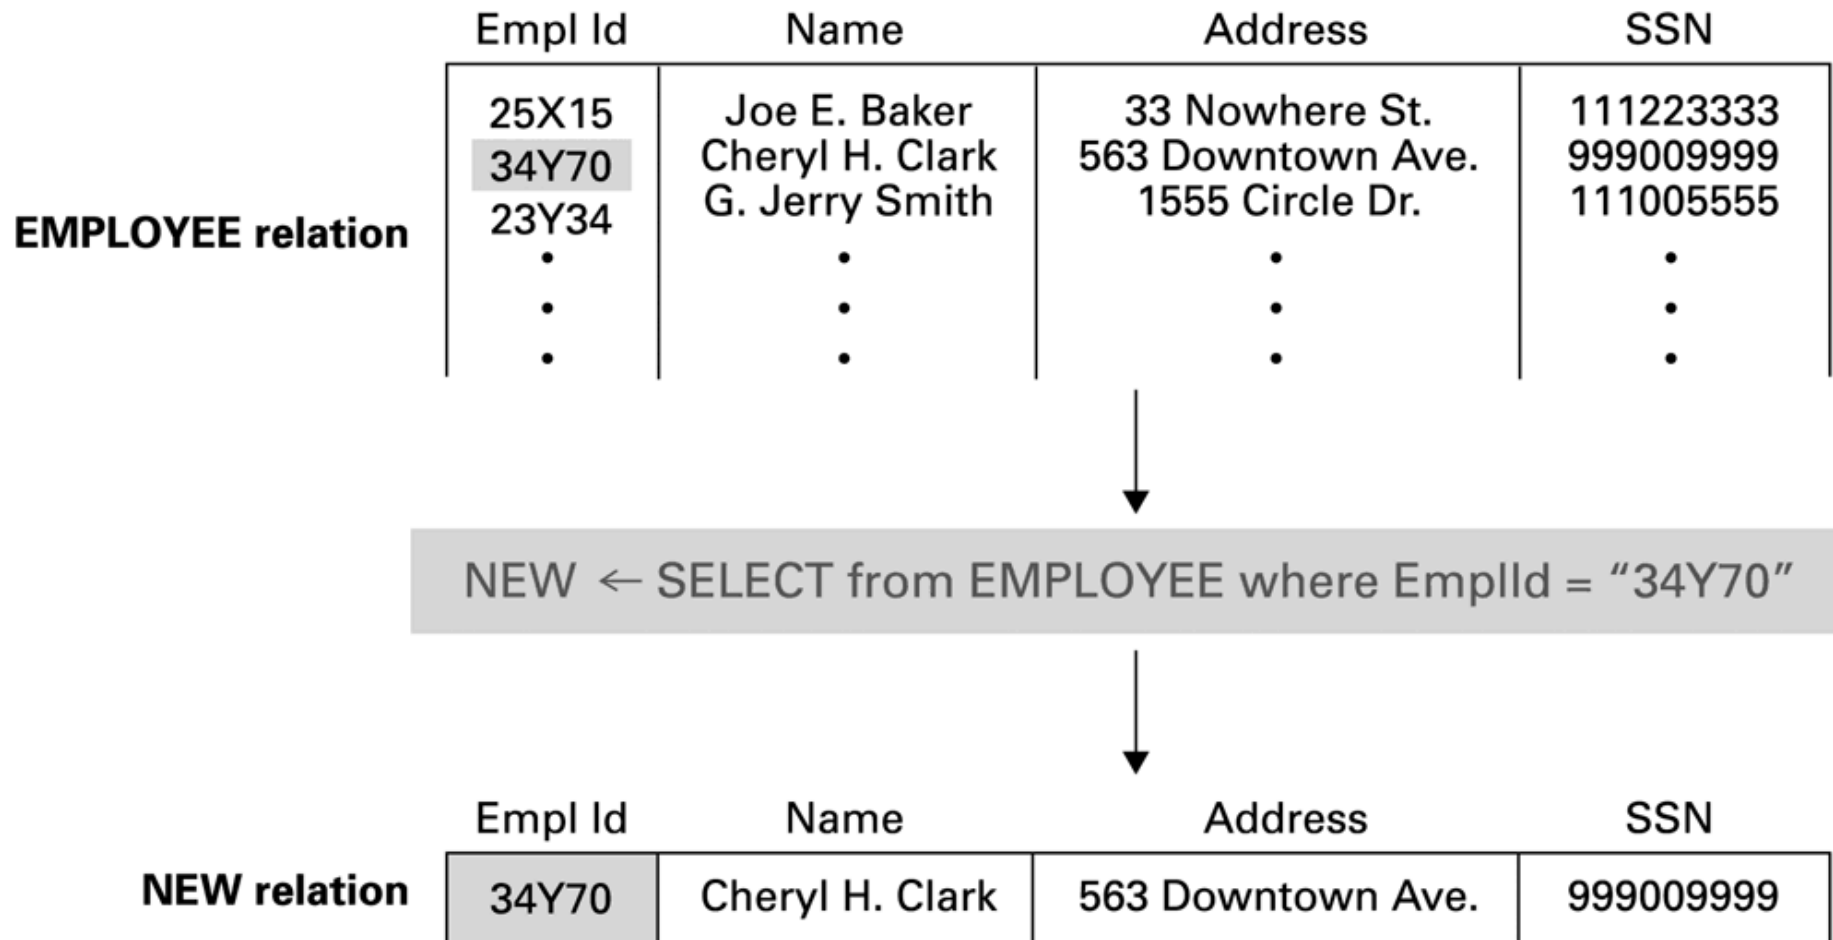 Empl Id Name Address SSN
25X15 Joe E. Baker 33 Nowhere St. 111223333
34Y70 Cheryl H. Clark 563 Downtown Ave. 999009999
23Y34 G. Jerry Smith 1555 Circle Dr. 111005555
EMPLOYEE relation
• • • •
• • • •
• • • •
NEW ← SELECT from EMPLOYEE where EmplId = “34Y70”
Empl Id Name Address SSN
NEW relation 34Y70 Cheryl H. Clark 563 Downtown Ave. 999009999